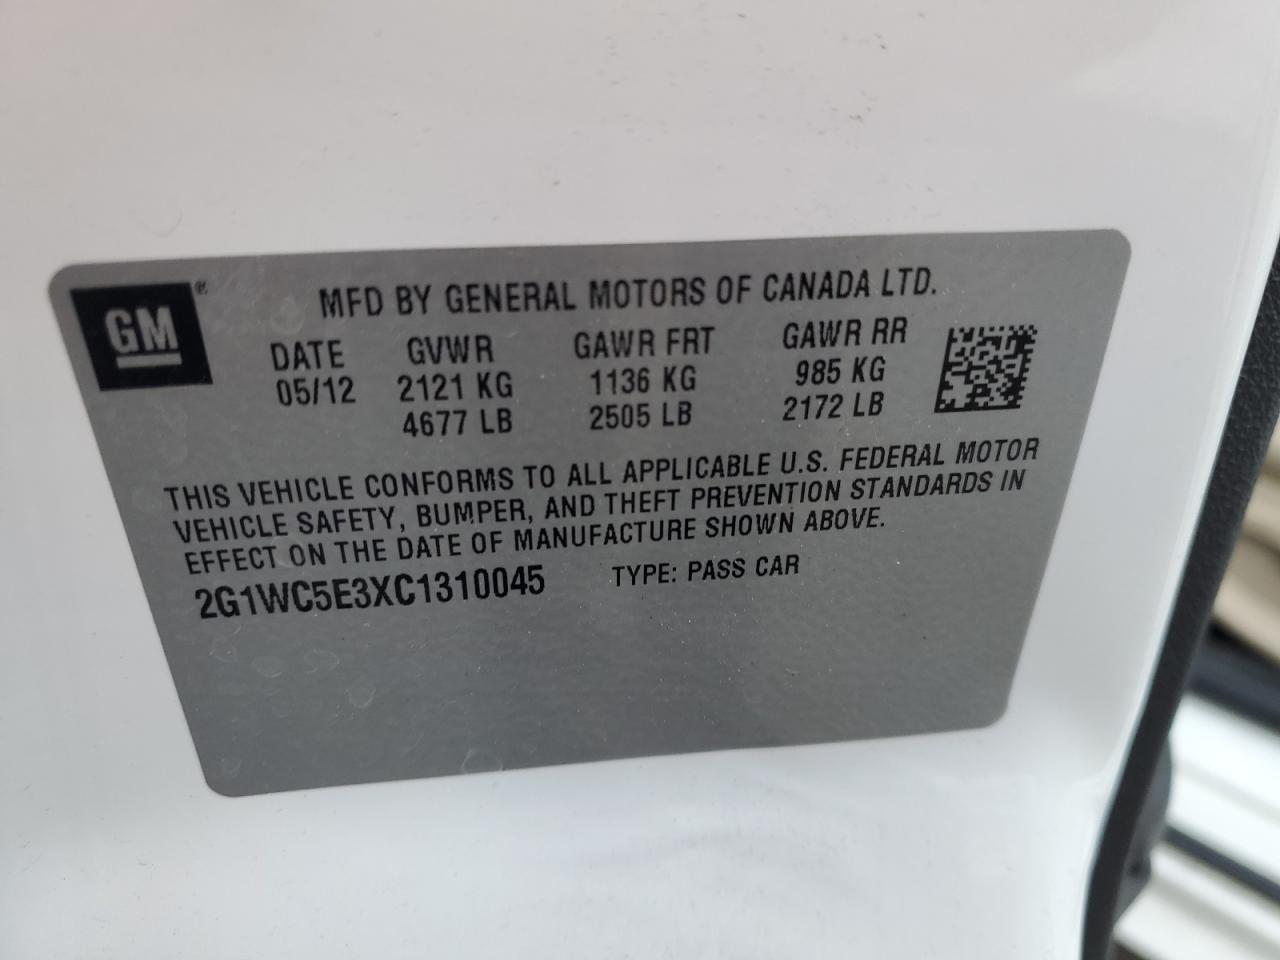 GM ®
MFD BY GENERAL MOTORS OF CANADA LTD.
DATE GVWR GAWR FRT GAWR RR
05/12 2121 KG 1136 KG 985 KG
4677 LB 2505 LB 2172 LB
THIS VEHICLE CONFORMS TO ALL APPLICABLE U.S. FEDERAL MOTOR
VEHICLE SAFETY, BUMPER, AND THEFT PREVENTION STANDARDS IN
EFFECT ON THE DATE OF MANUFACTURE SHOWN ABOVE.
2G1WC5E3XC1310045 TYPE: PASS CAR